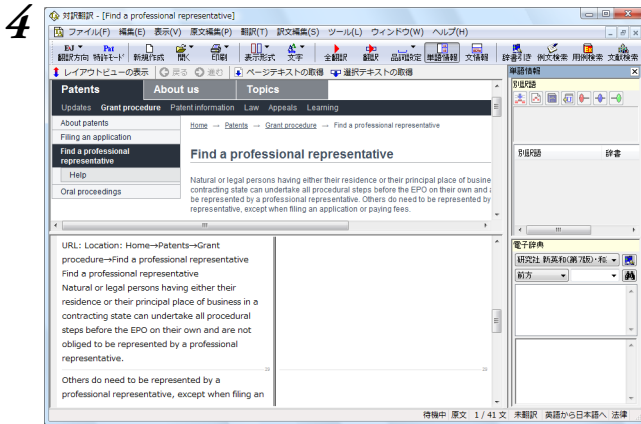 4
対訳翻訳 - [Find a professional representative]
ファイル(F) 編集(E) 表示(V) 原文編集(P) 翻訳(T) 訳文編集(S) ツール(L) ウィンドウ(W) ヘルプ(H)
EJ Pat
翻訳方向 特許モード 新規作成 開く 印刷 表示形式 文字 全翻訳 翻訳 品詞設定 単語情報 文情報 辞書引き 例文検索 用例検索 文献検索
レイアウトビューの表示 戻る 進む ページテキストの取得 選択テキストの取得
Patents About us Topics
Updates Grant procedure Patent information Law Appeals Learning
About patents
Filing an application
Find a professional representative
Help
Oral proceedings
Home → Patents → Grant procedure → Find a professional representative
Find a professional representative
Natural or legal persons having either their residence or their principal place of busine
contracting state can undertake all procedural steps before the EPO on their own and
be represented by a professional representative. Others do need to be represented by
representative, except when filing an application or paying fees.
URL: Location: Home→Patents→Grant
procedure→Find a professional representative
Find a professional representative
Natural or legal persons having either their
residence or their principal place of business in a
contracting state can undertake all procedural
steps before the EPO on their own and are not
obliged to be represented by a professional
representative.
Others do need to be represented by a
professional representative, except when filing an
単語情報
別訳語
別訳語 辞書
電子辞典
研究社 新英和(第7版)・和
前方
待機中 原文 1 / 41 文 未翻訳 英語から日本語へ 法律